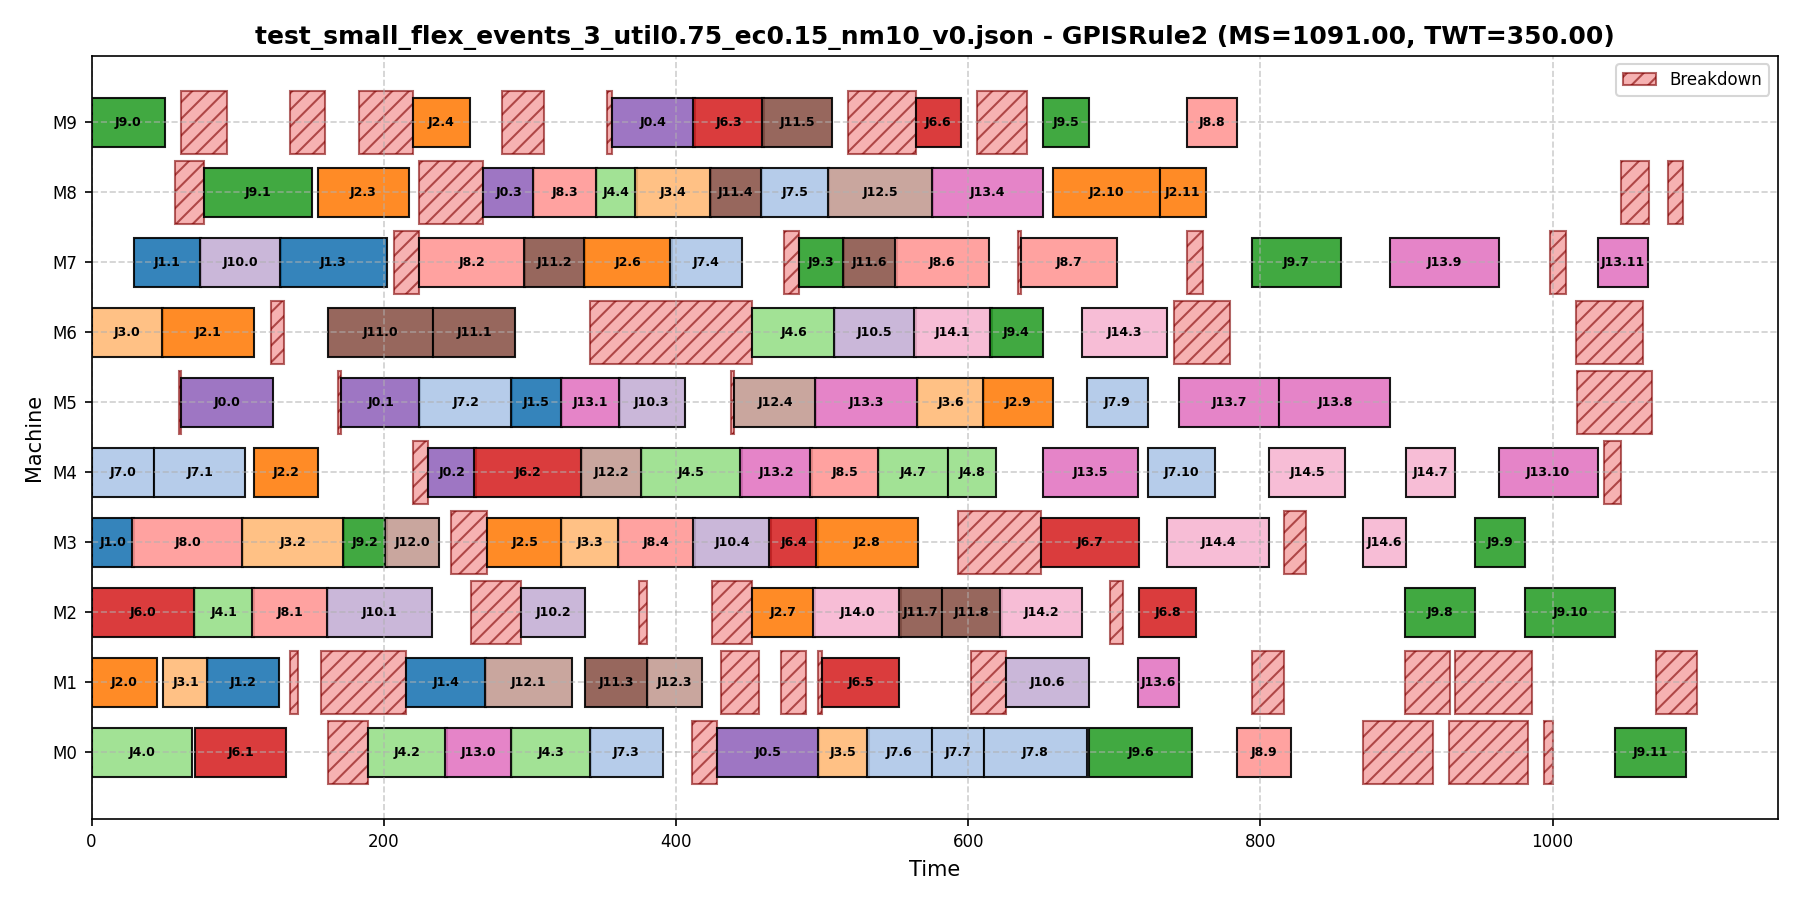 test_small_flex_events_3_util0.75_ec0.15_nm10_v0.json - GPISRule2 (MS=1091.00, TWT=350.00)
Breakdown
M9 J9.0 J2.4 J0.4 J6.3 J11.5 J6.6 J9.5 J8.8
M8 J9.1 J2.3 J0.3 J8.3 J4.4 J3.4 J11.4 J7.5 J12.5 J13.4 J2.10 J2.11
M7 J1.1 J10.0 J1.3 J8.2 J11.2 J2.6 J7.4 J9.3 J11.6 J8.6 J8.7 J9.7 J13.9 J13.11
M6 J3.0 J2.1 J11.0 J11.1 J4.6 J10.5 J14.1 J9.4 J14.3
M5 J0.0 J0.1 J7.2 J1.5 J13.1 J10.3 J12.4 J13.3 J3.6 J2.9 J7.9 J13.7 J13.8
M4 J7.0 J7.1 J2.2 J0.2 J6.2 J12.2 J4.5 J13.2 J8.5 J4.7 J4.8 J13.5 J7.10 J14.5 J14.7 J13.10
M3 J1.0 J8.0 J3.2 J9.2 J12.0 J2.5 J3.3 J8.4 J10.4 J6.4 J2.8 J6.7 J14.4 J14.6 J9.9
M2 J6.0 J4.1 J8.1 J10.1 J10.2 J2.7 J14.0 J11.7 J11.8 J14.2 J6.8 J9.8 J9.10
M1 J2.0 J3.1 J1.2 J1.4 J12.1 J11.3 J12.3 J6.5 J10.6 J13.6
M0 J4.0 J6.1 J4.2 J13.0 J4.3 J7.3 J0.5 J3.5 J7.6 J7.7 J7.8 J9.6 J8.9 J9.11
Machine
0 200 400 600 800 1000
Time